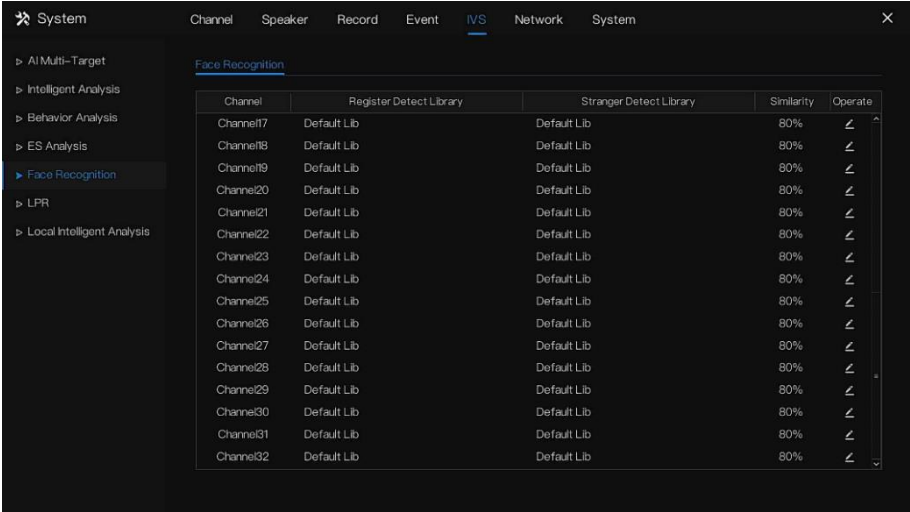 System Channel Speaker Record Event IVS Network System
AI Multi-Target
Intelligent Analysis
Behavior Analysis
ES Analysis
Face Recognition
LPR
Local Intelligent Analysis
Face Recognition
Channel Register Detect Library Stranger Detect Library Similarity Operate
Channel17 Default Lib Default Lib 80%
Channel18 Default Lib Default Lib 80%
Channel19 Default Lib Default Lib 80%
Channel20 Default Lib Default Lib 80%
Channel21 Default Lib Default Lib 80%
Channel22 Default Lib Default Lib 80%
Channel23 Default Lib Default Lib 80%
Channel24 Default Lib Default Lib 80%
Channel25 Default Lib Default Lib 80%
Channel26 Default Lib Default Lib 80%
Channel27 Default Lib Default Lib 80%
Channel28 Default Lib Default Lib 80%
Channel29 Default Lib Default Lib 80%
Channel30 Default Lib Default Lib 80%
Channel31 Default Lib Default Lib 80%
Channel32 Default Lib Default Lib 80%